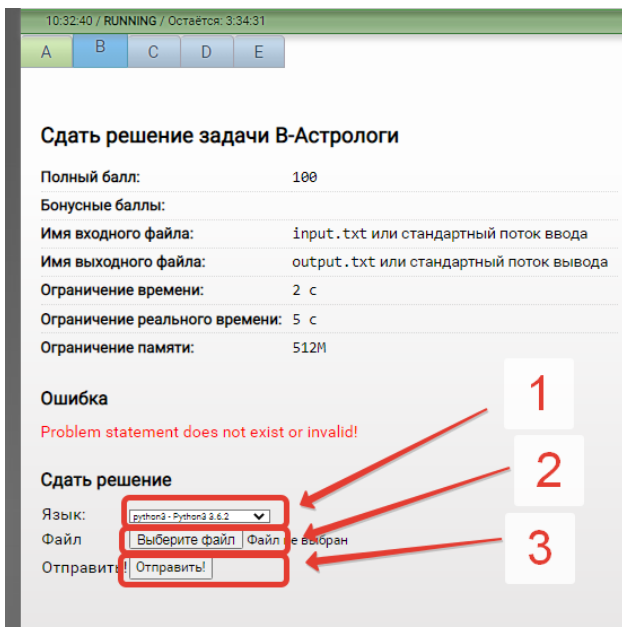 10:32:40 / RUNNING / Остаётся: 3:34:31
A B C D E
Сдать решение задачи B-Астрологи
Полный балл: 100
Бонусные баллы:
Имя входного файла: input.txt или стандартный поток ввода
Имя выходного файла: output.txt или стандартный поток вывода
Ограничение времени: 2 с
Ограничение реального времени: 5 с
Ограничение памяти: 512M
1
Ошибка
Problem statement does not exist or invalid!
2
Сдать решение
Язык: python3 - Python3 3.6.2
Файл Выберите файл Файл не выбран
3
Отправить! Отправить!